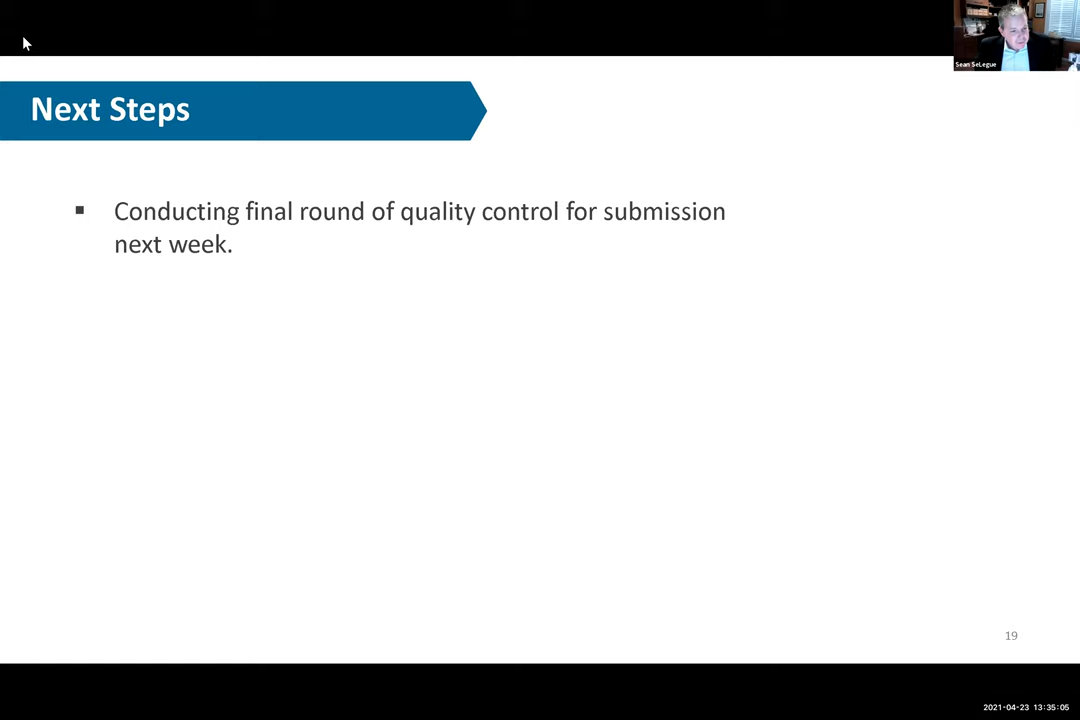 Sean SeLegue
Next Steps
▪ Conducting final round of quality control for submission
next week.
19
2021-04-23 13:35:05